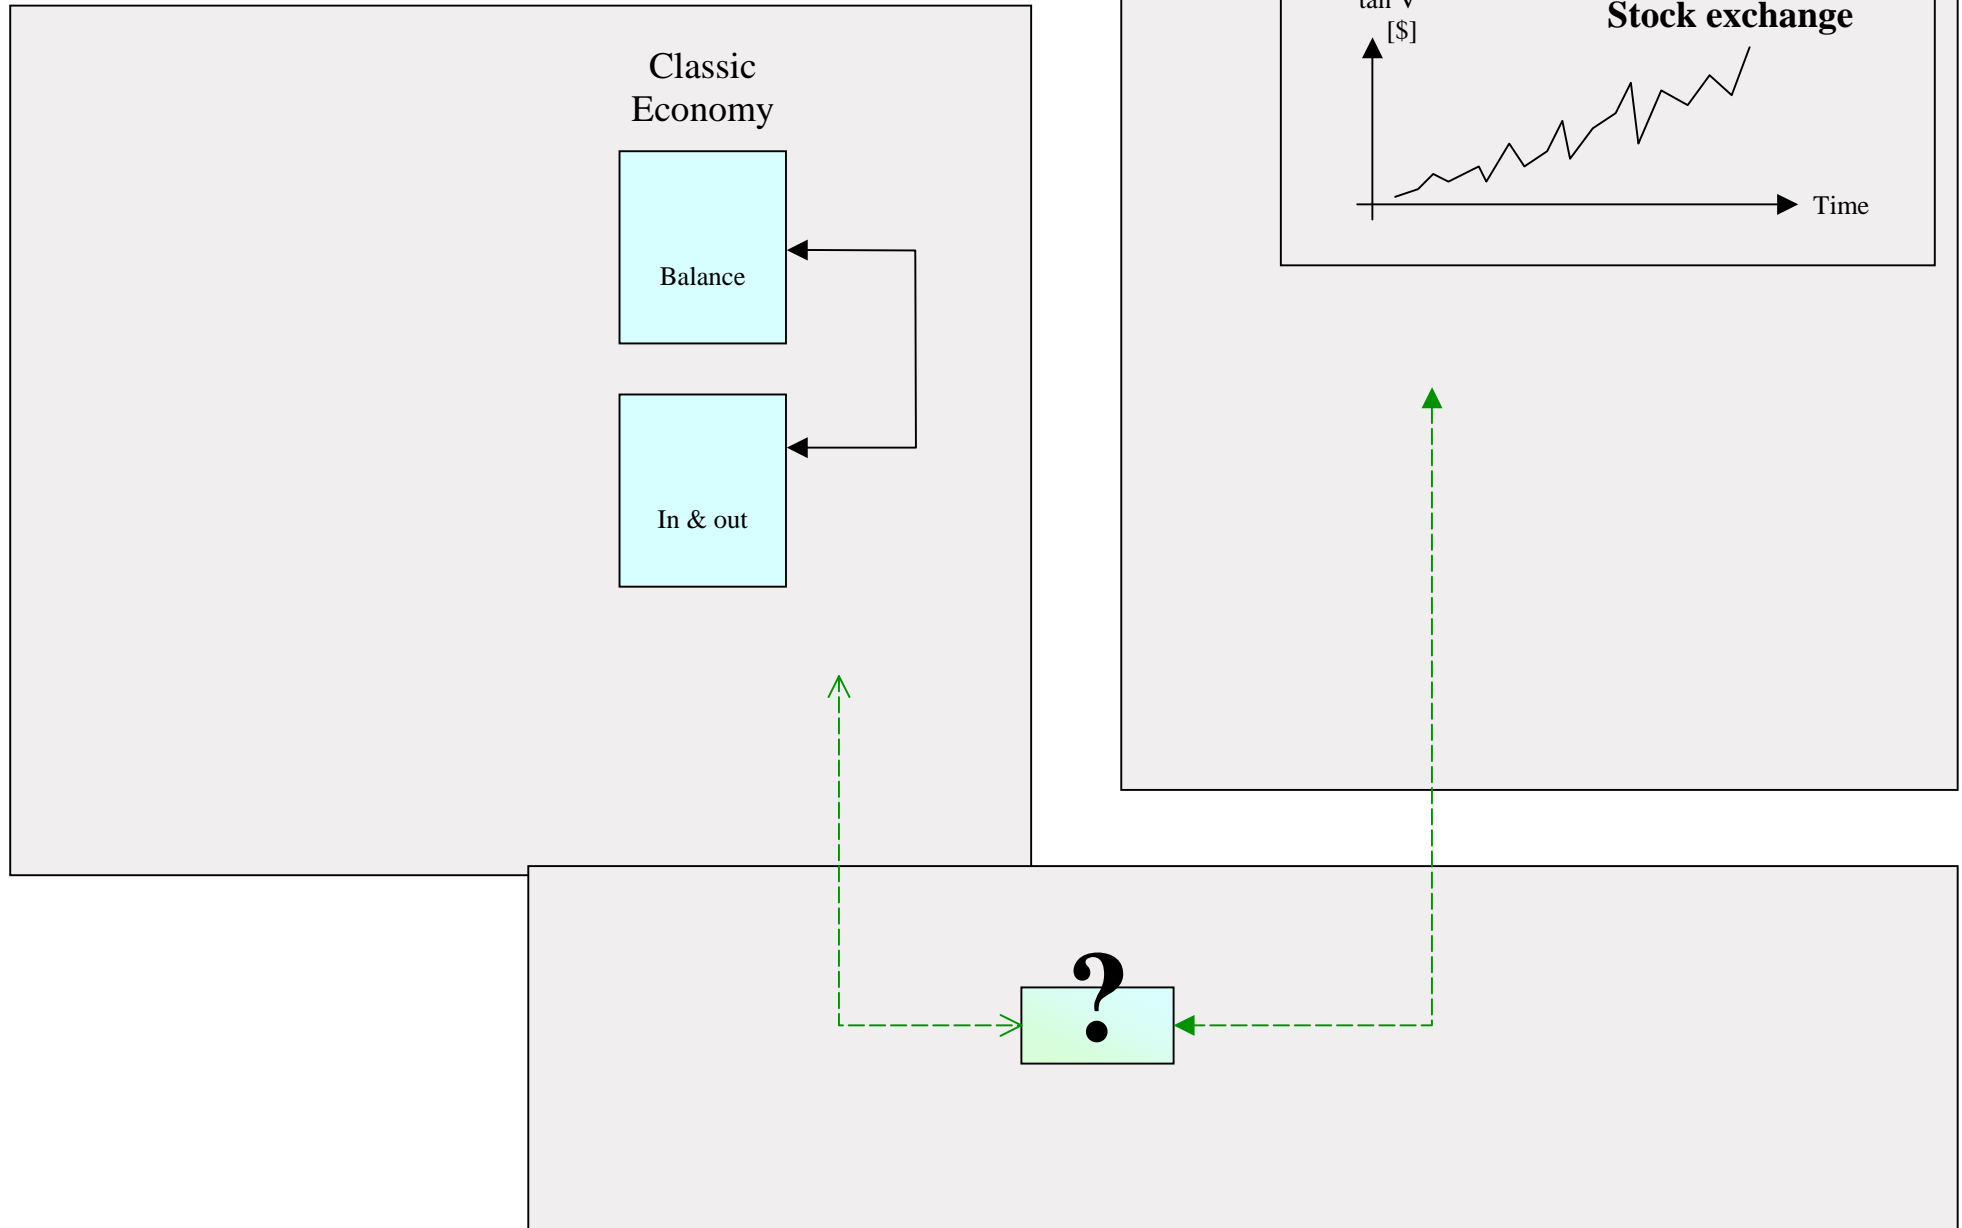 Classic
Economy
Balance
In & out
[$]
Stock exchange
Time
?